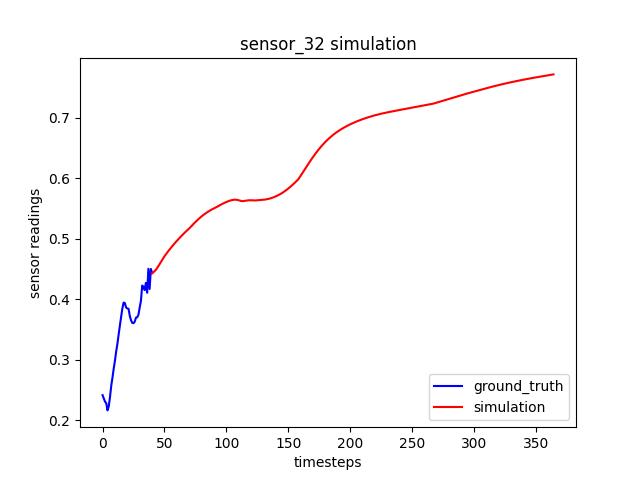 sensor_32 simulation
sensor readings
0.7
0.6
0.5
0.4
0.3
0.2
ground_truth
simulation
0 50 100 150 200 250 300 350
timesteps